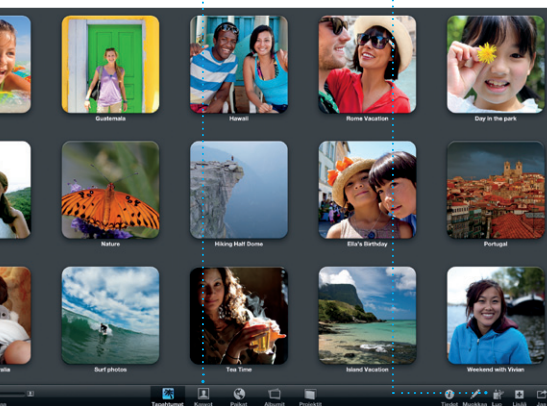 Guatemala
Hawaii
Rome Vacation
Day in the park
Nature
Hiking Half Dome
Ella's Birthday
Portugal
Surf photos
Tea Time
Island Vacation
Weekend with Vivian
Tapahtumat Kasvot Paikat Albumit Projektit Tiedot Muokkaa Luo Lisää